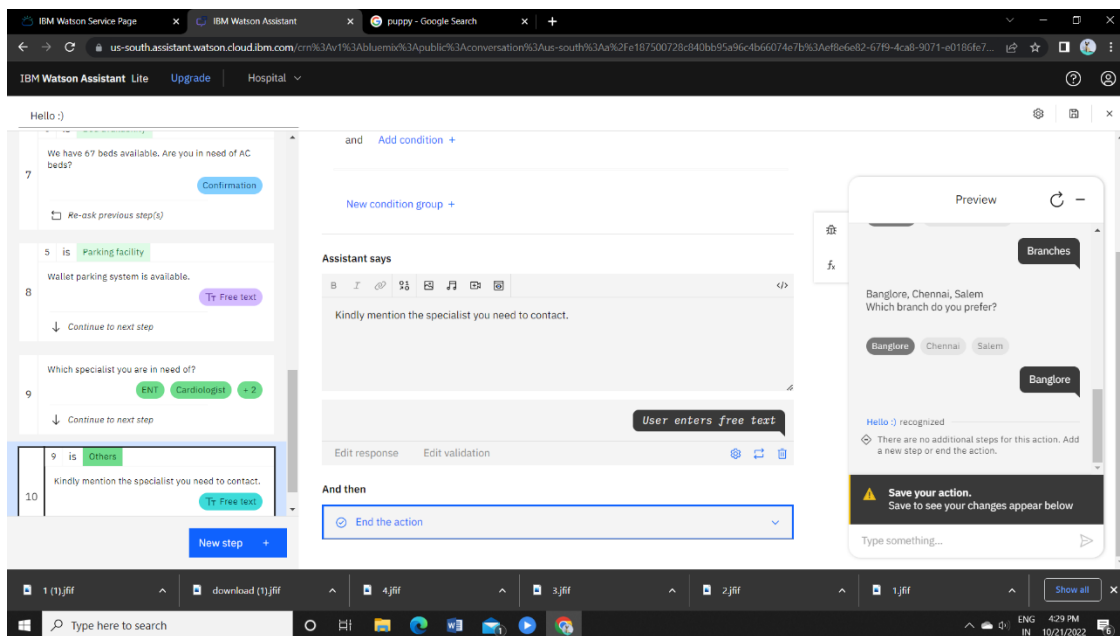 IBM Watson Service Page
IBM Watson Assistant
puppy - Google Search
us-south.assistant.watson.cloud.ibm.com/crn%3Av1%3Abluemix%3Apublic%3Aconversation%3Aus-south%3Aa%2Fe187500728c840bb95a96c4b66074e7b%3Aef8e6e82-67f9-4ca8-9071-e0186fe7...
IBM Watson Assistant Lite
Upgrade
Hospital
Hello :)
is
7
We have 67 beds available. Are you in need of AC
beds?
Confirmation
Re-ask previous step(s)
5 is Parking facility
8
Wallet parking system is available.
Free text
Continue to next step
9
Which specialist you are in need of?
ENT Cardiologist + 2
Continue to next step
9 is Others
10
Kindly mention the specialist you need to contact.
Free text
New step +
and Add condition +
New condition group +
Assistant says
B I
</>
Kindly mention the specialist you need to contact.
User enters free text
Edit response Edit validation
And then
End the action
fx
Preview
Branches
Banglore, Chennai, Salem
Which branch do you prefer?
Banglore Chennai Salem
Banglore
Hello :) recognized
There are no additional steps for this action. Add
a new step or end the action.
Save your action.
Save to see your changes appear below
Type something...
1 (1).jfif
download (1).jfif
4.jfif
3.jfif
2.jfif
1.jfif
Show all
Type here to search
ENG
IN
4:29 PM
10/21/2022